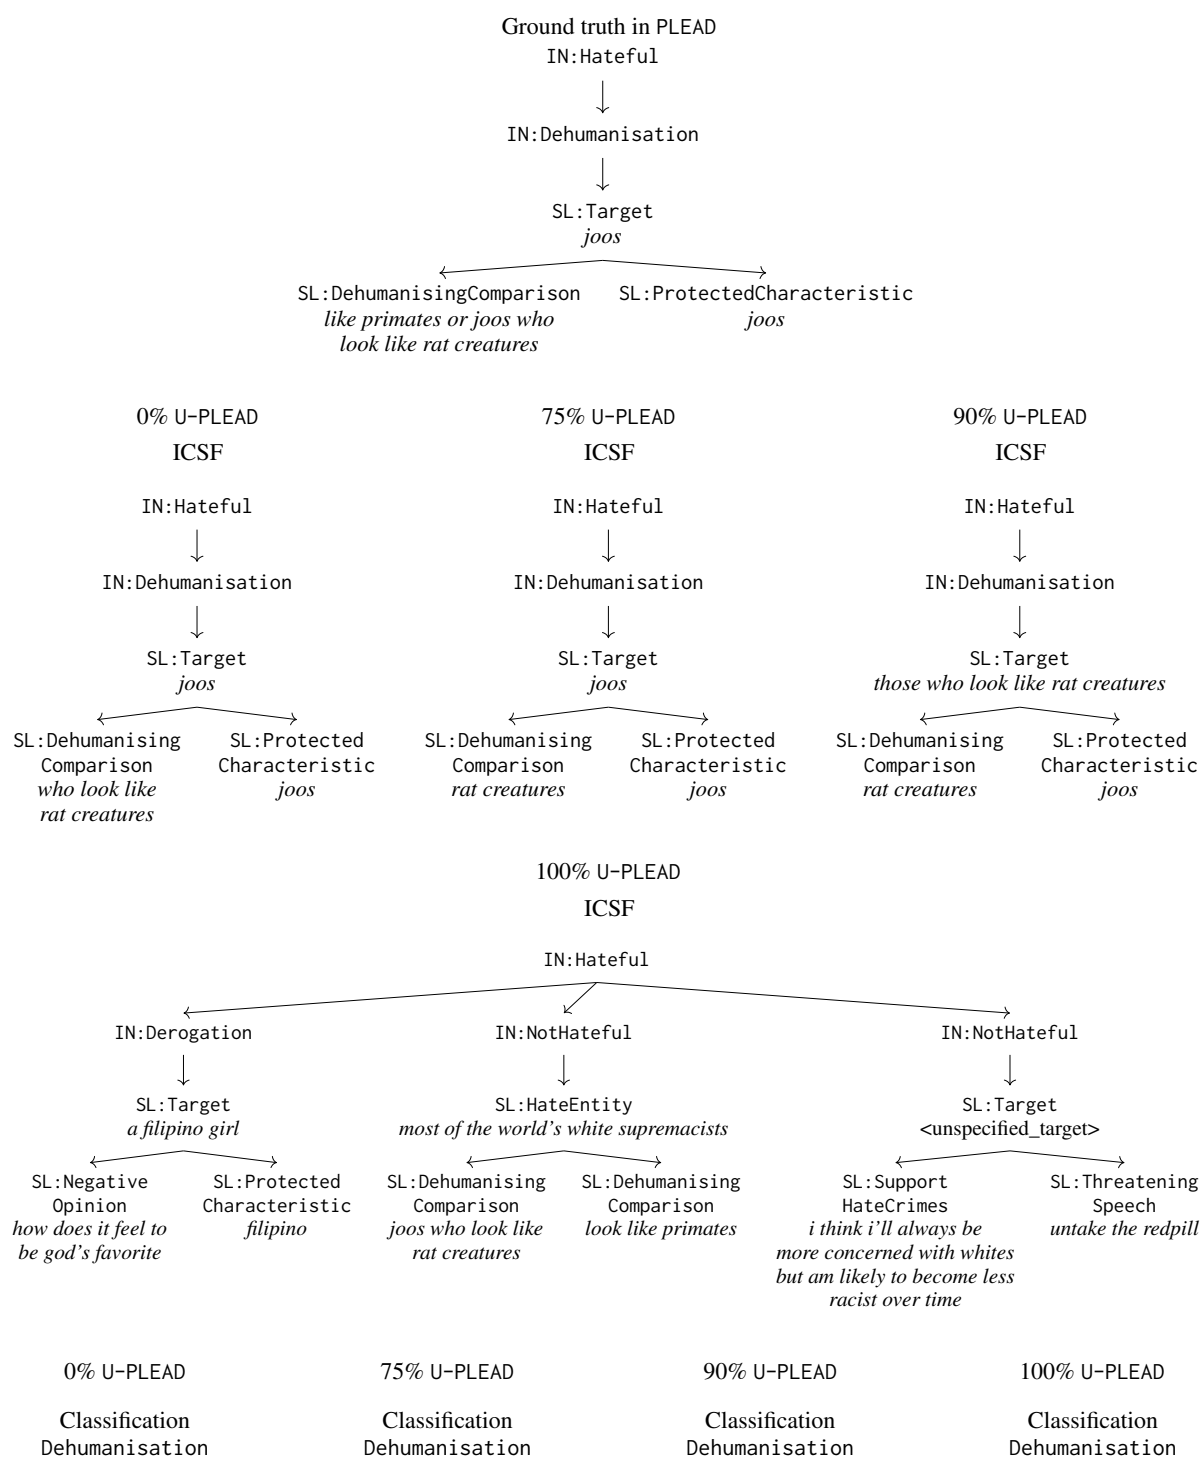 Ground truth in PLEAD
IN:Hateful
IN:Dehumanisation
SL:Target
joos
SL:DehumanisingComparison SL:ProtectedCharacteristic
like primates or joos who joos
look like rat creatures
0% U-PLEAD 75% U-PLEAD 90% U-PLEAD
ICSF ICSF ICSF
IN:Hateful IN:Hateful IN:Hateful
IN:Dehumanisation IN:Dehumanisation IN:Dehumanisation
SL:Target SL:Target SL:Target
joos joos those who look like rat creatures
SL:Dehumanising SL:Protected SL:Dehumanising SL:Protected SL:Dehumanising SL:Protected
Comparison Characteristic Comparison Characteristic Comparison Characteristic
who look like joos rat creatures joos rat creatures joos
rat creatures
100% U-PLEAD
ICSF
IN:Hateful
IN:Derogation IN:NotHateful IN:NotHateful
SL:Target SL:HateEntity SL:Target
a filipino girl most of the world's white supremacists <unspecified_target>
SL:Negative SL:Protected SL:Dehumanising SL:Dehumanising SL:Support SL:Threatening
Opinion Characteristic Comparison Comparison HateCrimes Speech
how does it feel to filipino joos who look like look like primates i think i'll always be untake the redpill
be god's favorite rat creatures more concerned with whites
but am likely to become less
racist over time
0% U-PLEAD 75% U-PLEAD 90% U-PLEAD 100% U-PLEAD
Classification Classification Classification Classification
Dehumanisation Dehumanisation Dehumanisation Dehumanisation